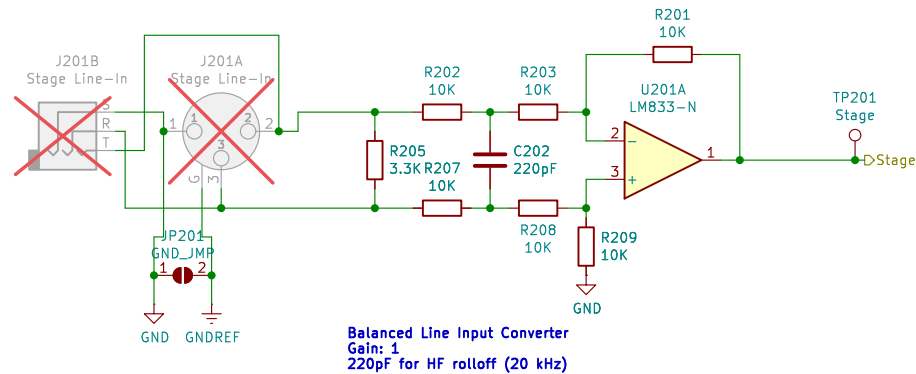 R201
10K
J201B
Stage Line-In
J201A
Stage Line-In
R202
10K
R203
10K
U201A
LM833-N
TP201
Stage
S
R
T
1
1
2
2
3
G
3
R205
3.3K
C202
220pF
R207
10K
2
−
3
+
1
Stage
R208
10K
R209
10K
JP201
GND_JMP
1
2
GND
GND
GNDREF
Balanced Line Input Converter
Gain: 1
220pF for HF rolloff (20 kHz)